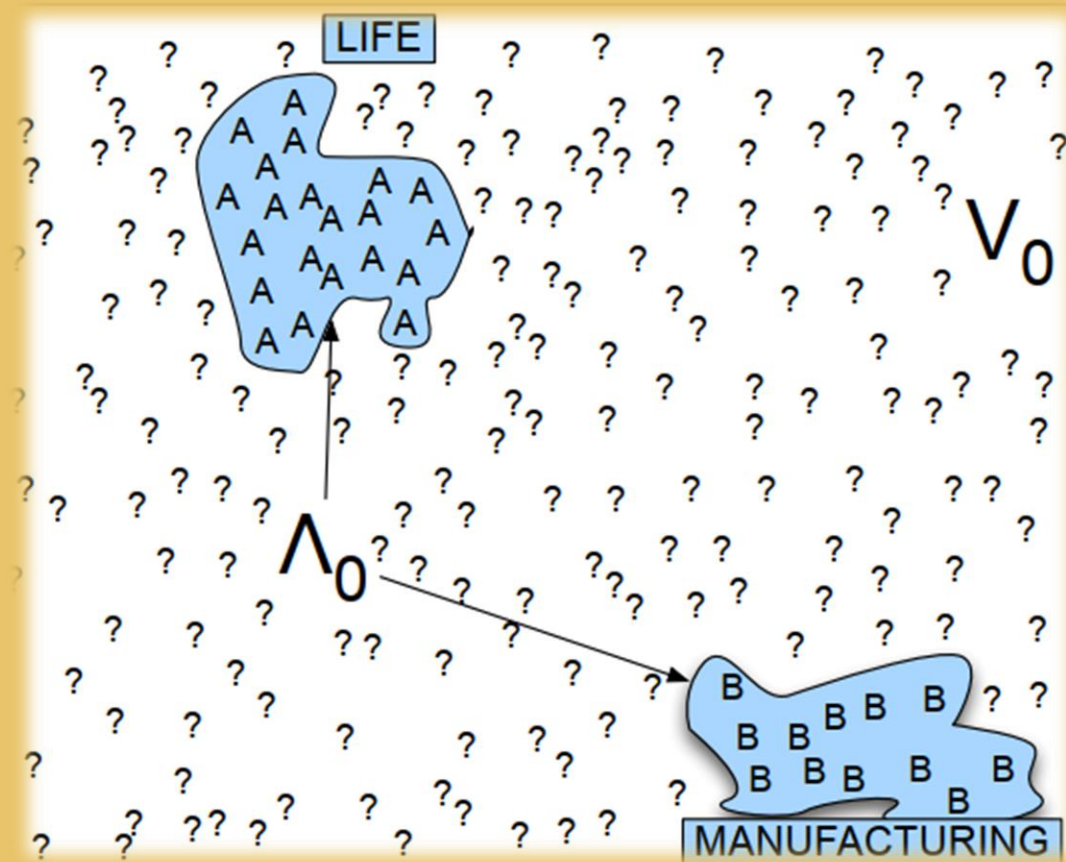 LIFE
? ? ? ? ? ? ?
A A A A A A A A A A A A A A A A A A A A A A
V0
Λ0
B B B B B B B B B B B B B
MANUFACTURING